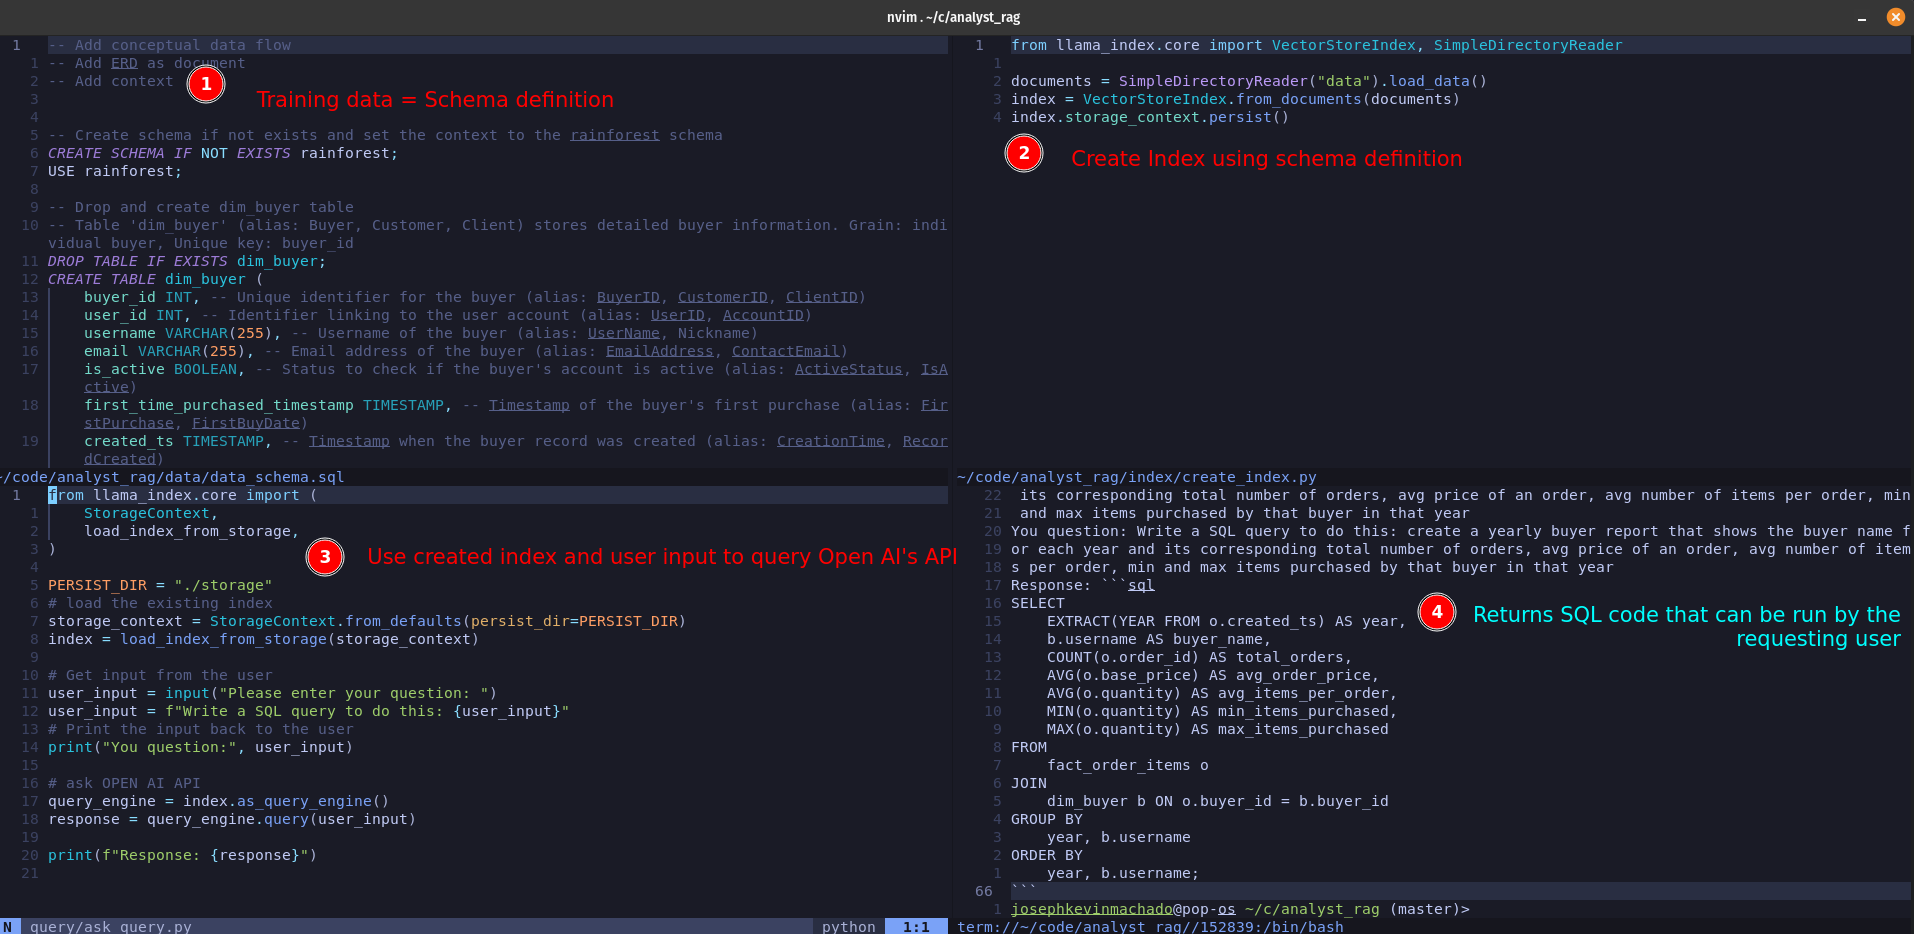 nvim . ~/c/analyst_rag
1 -- Add conceptual data flow
1 -- Add ERD as document
2 -- Add context
1
Training data = Schema definition
3
4
5 -- Create schema if not exists and set the context to the rainforest schema
6 CREATE SCHEMA IF NOT EXISTS rainforest;
7 USE rainforest;
8
9 -- Drop and create dim_buyer table
10 -- Table 'dim_buyer' (alias: Buyer, Customer, Client) stores detailed buyer information. Grain: indi
vidual buyer, Unique key: buyer_id
11 DROP TABLE IF EXISTS dim_buyer;
12 CREATE TABLE dim_buyer (
13 buyer_id INT, -- Unique identifier for the buyer (alias: BuyerID, CustomerID, ClientID)
14 user_id INT, -- Identifier linking to the user account (alias: UserID, AccountID)
15 username VARCHAR(255), -- Username of the buyer (alias: UserName, Nickname)
16 email VARCHAR(255), -- Email address of the buyer (alias: EmailAddress, ContactEmail)
17 is_active BOOLEAN, -- Status to check if the buyer's account is active (alias: ActiveStatus, IsA
ctive)
18 first_time_purchased_timestamp TIMESTAMP, -- Timestamp of the buyer's first purchase (alias: Fir
stPurchase, FirstBuyDate)
19 created_ts TIMESTAMP, -- Timestamp when the buyer record was created (alias: CreationTime, Recor
dCreated)
~/code/analyst_rag/data/data_schema.sql
1 from llama_index.core import VectorStoreIndex, SimpleDirectoryReader
1
2 documents = SimpleDirectoryReader("data").load_data()
3 index = VectorStoreIndex.from_documents(documents)
4 index.storage_context.persist()
2
Create Index using schema definition
~/code/analyst_rag/index/create_index.py
1 from llama_index.core import (
1 StorageContext,
2 load_index_from_storage,
3 )
3
Use created index and user input to query Open AI's API
4
5 PERSIST_DIR = "./storage"
6 # load the existing index
7 storage_context = StorageContext.from_defaults(persist_dir=PERSIST_DIR)
8 index = load_index_from_storage(storage_context)
9
10 # Get input from the user
11 user_input = input("Please enter your question: ")
12 user_input = f"Write a SQL query to do this: {user_input}"
13 # Print the input back to the user
14 print("You question:", user_input)
15
16 # ask OPEN AI API
17 query_engine = index.as_query_engine()
18 response = query_engine.query(user_input)
19
20 print(f"Response: {response}")
21
N query/ask_query.py python 1:1
22 its corresponding total number of orders, avg price of an order, avg number of items per order, min
21 and max items purchased by that buyer in that year
20 You question: Write a SQL query to do this: create a yearly buyer report that shows the buyer name f
19 or each year and its corresponding total number of orders, avg price of an order, avg number of item
18 s per order, min and max items purchased by that buyer in that year
17 Response: ```sql
16 SELECT
15 EXTRACT(YEAR FROM o.created_ts) AS year,
14 b.username AS buyer_name,
13 COUNT(o.order_id) AS total_orders,
12 AVG(o.base_price) AS avg_order_price,
11 AVG(o.quantity) AS avg_items_per_order,
10 MIN(o.quantity) AS min_items_purchased,
9 MAX(o.quantity) AS max_items_purchased
8 FROM
7 fact_order_items o
6 JOIN
5 dim_buyer b ON o.buyer_id = b.buyer_id
4 GROUP BY
3 year, b.username
2 ORDER BY
1 year, b.username;
66 ```
1 josephkevinmachado@pop-os ~/c/analyst_rag (master)>
4
Returns SQL code that can be run by the
requesting user
term://~/code/analyst_rag//152839:/bin/bash